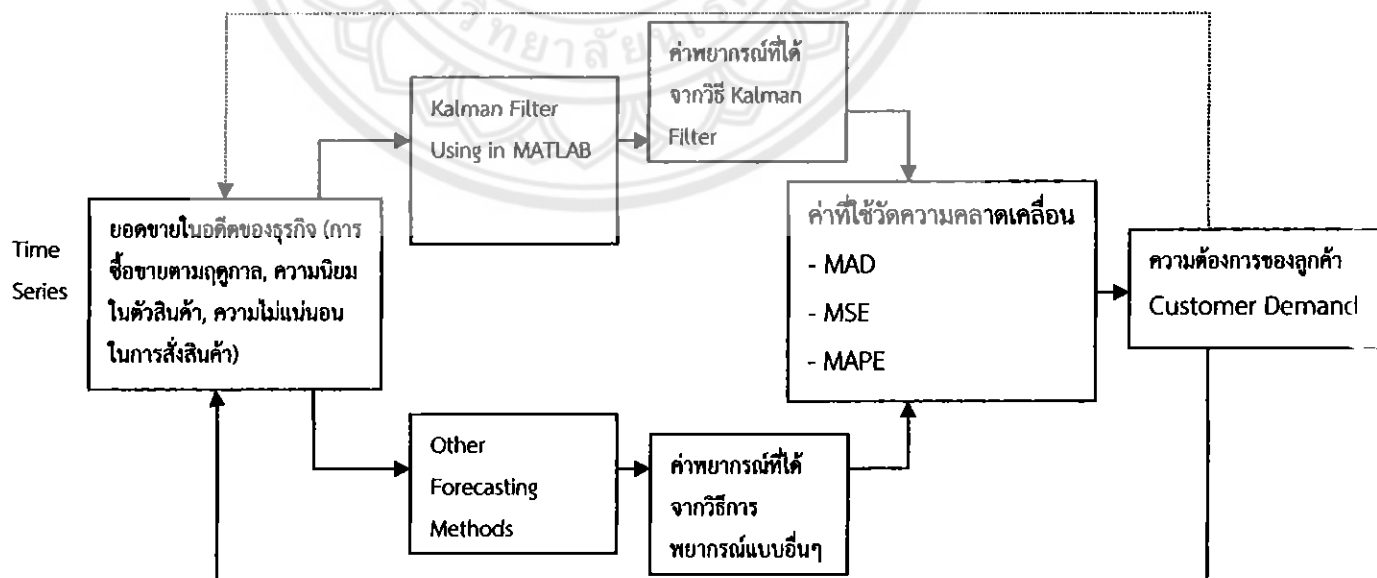 Time
Series
ยอดขายในอดีตของธุรกิจ (การ
ซื้อขายตามฤดูกาล, ความนิยม
ในตัวสินค้า, ความไม่แน่นอน
ในการสั่งสินค้า)
Kalman Filter
Using in MATLAB
ค่าพยากรณ์ที่ได้
จากวิธี Kalman
Filter
Other
Forecasting
Methods
ค่าพยากรณ์ที่ได้
จากวิธีการ
พยากรณ์แบบอื่นๆ
ค่าที่ใช้วัดความคลาดเคลื่อน
- MAD
- MSE
- MAPE
ความต้องการของลูกค้า
Customer Demand